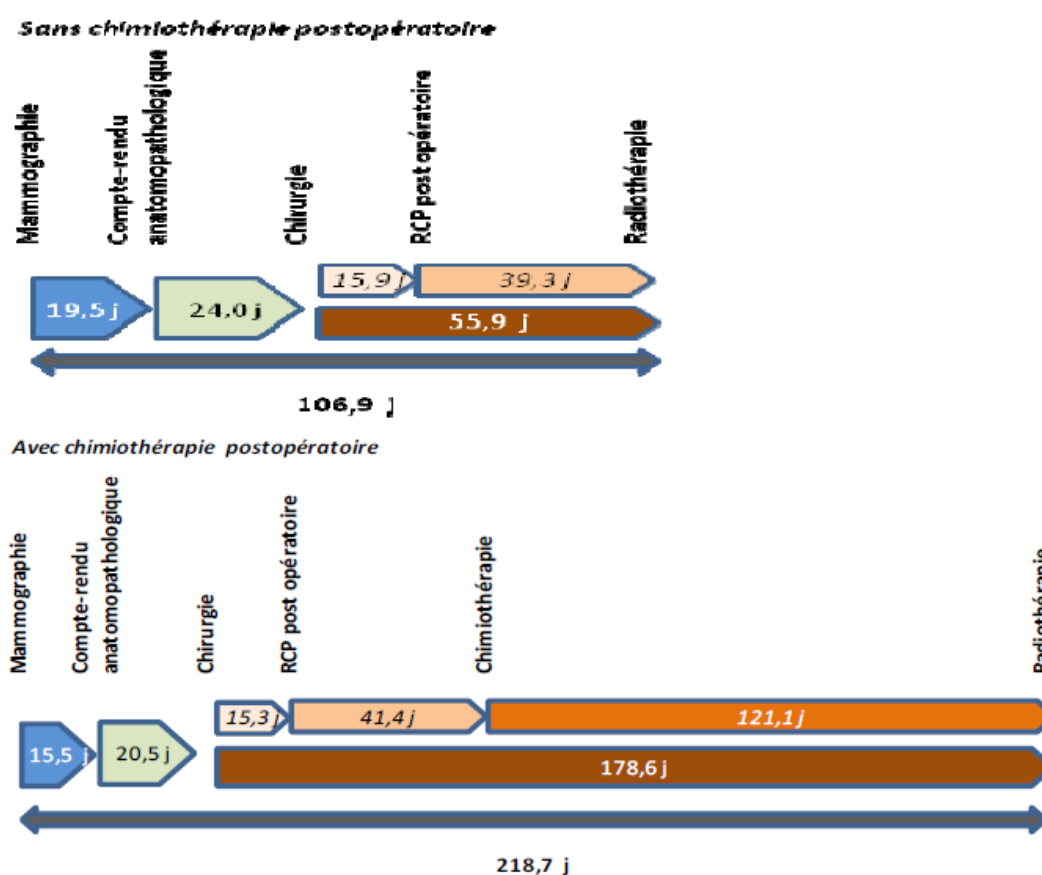 Sans chimiothérapie postopératoire
Mammographie
Compte-rendu
anatomopathologique
Chirurgie
RCP post opératoire
Radiothérapie
15,9 j
39,3 j
19,5 j
24,0 j
55,9 j
106,9 j
Avec chimiothérapie postopératoire
Mammographie
Compte-rendu
anatomopathologique
Chirurgie
RCP post opératoire
Chimiothérapie
Radiothérapie
15,3 j
41,4 j
121,1 j
15,5 j
20,5 j
178,6 j
218,7 j